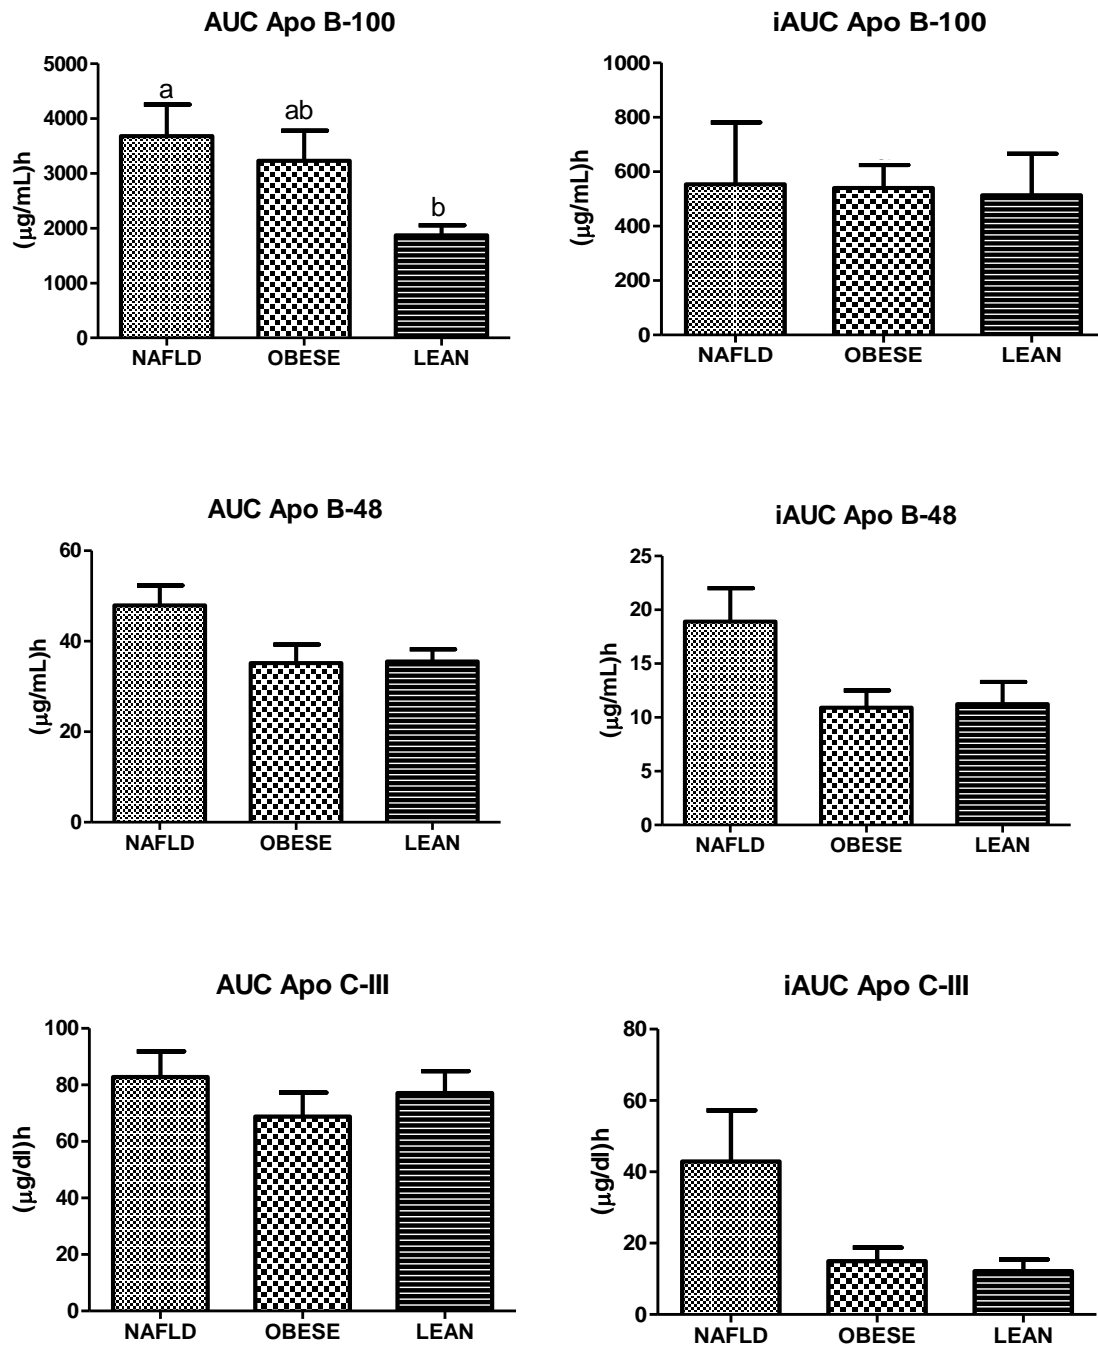 AUC Apo B-100
(µg/mL)h
5000
4000
3000
2000
1000
0
a
ab
b
NAFLD OBESE LEAN
iAUC Apo B-100
(µg/mL)h
1000
800
600
400
200
0
NAFLD OBESE LEAN
AUC Apo B-48
(µg/mL)h
60
40
20
0
NAFLD OBESE LEAN
iAUC Apo B-48
(µg/mL)h
25
20
15
10
5
0
NAFLD OBESE LEAN
AUC Apo C-III
(µg/dl)h
100
80
60
40
20
0
NAFLD OBESE LEAN
iAUC Apo C-III
(µg/dl)h
80
60
40
20
0
NAFLD OBESE LEAN